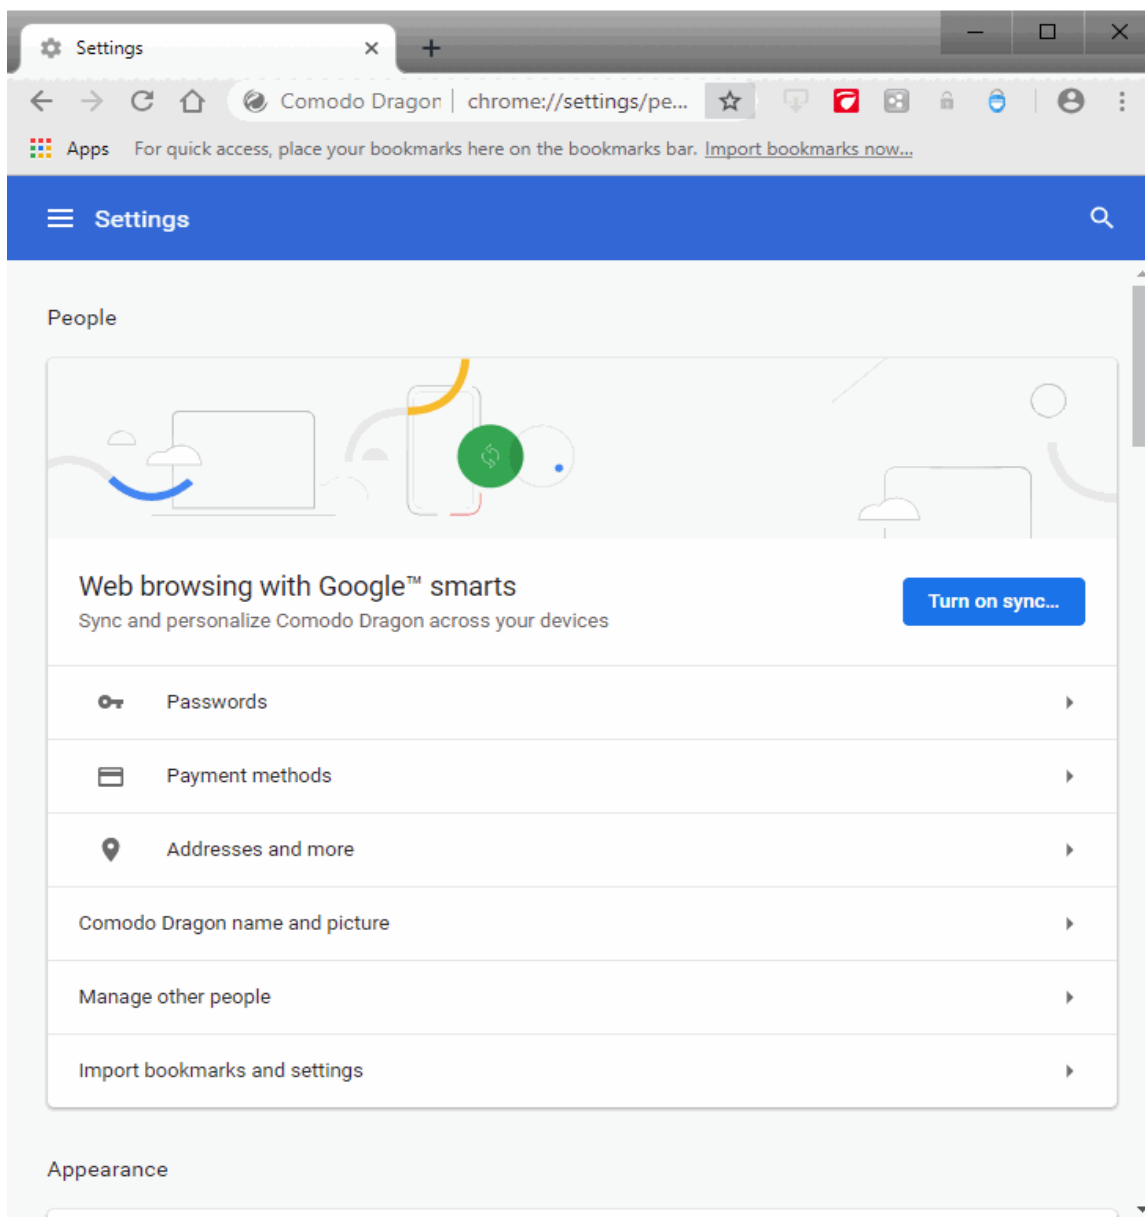 Settings
Comodo Dragon chrome://settings/pe...
Apps For quick access, place your bookmarks here on the bookmarks bar. Import bookmarks now...
Settings
People
Web browsing with Google™ smarts
Sync and personalize Comodo Dragon across your devices
Turn on sync...
Passwords
Payment methods
Addresses and more
Comodo Dragon name and picture
Manage other people
Import bookmarks and settings
Appearance